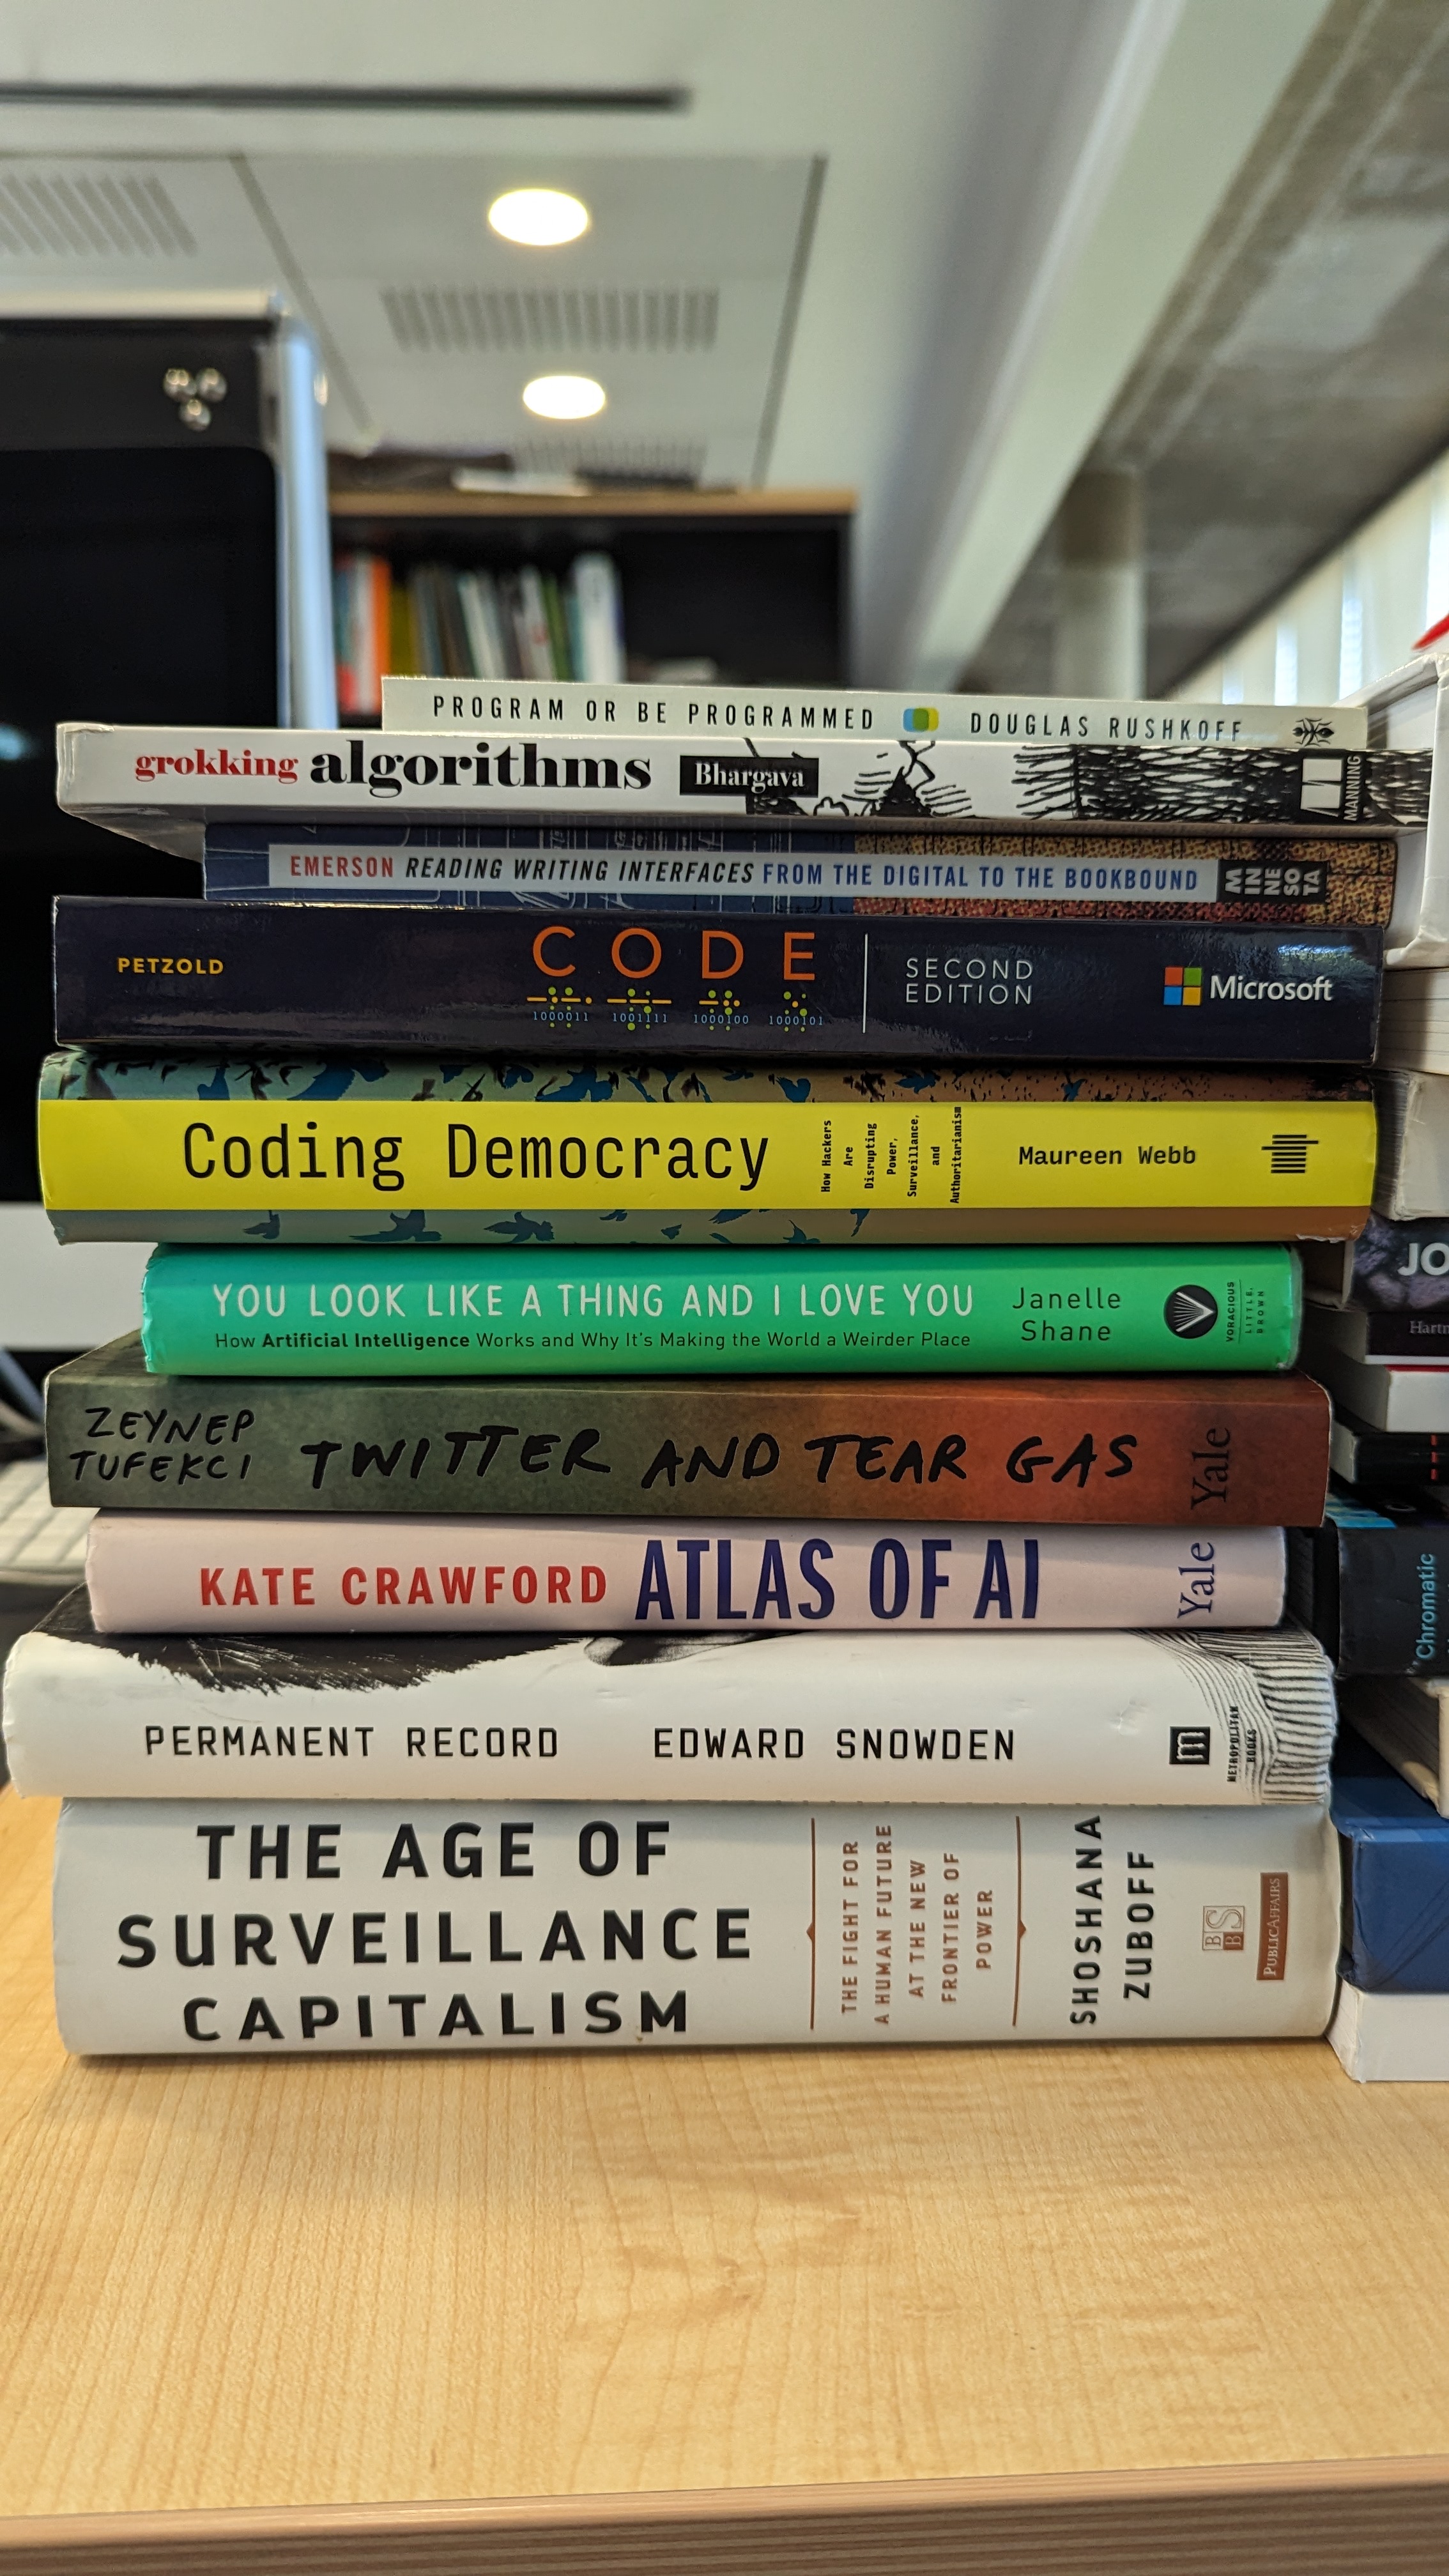 PROGRAM OR BE PROGRAMMED DOUGLAS RUSHKOFF
grokking algorithms Bhargava MANNING
EMERSON READING WRITING INTERFACES FROM THE DIGITAL TO THE BOOKBOUND
MIN
NE
SO
TA
PETZOLD
CODE
1000011 1001111 1000100 1000101
SECOND
EDITION
Microsoft
Coding Democracy
How Hackers
Are
Disrupting
Power,
Surveillance,
and
Authoritarianism
Maureen Webb
YOU LOOK LIKE A THING AND I LOVE YOU
How Artificial Intelligence Works and Why It's Making the World a Weirder Place
Janelle
Shane
VORACIOUS
LITTLE,
BROWN
ZEYNEP
TUFEKCI
TWITTER AND TEAR GAS
Yale
KATE CRAWFORD ATLAS OF AI
Yale
PERMANENT RECORD EDWARD SNOWDEN
m
METROPOLITAN
BOOKS
THE AGE OF
SURVEILLANCE
CAPITALISM
THE FIGHT FOR
A HUMAN FUTURE
AT THE NEW
FRONTIER OF
POWER
SHOSHANA
ZUBOFF
PUBLICAFFAIRS
JO
Chromatic